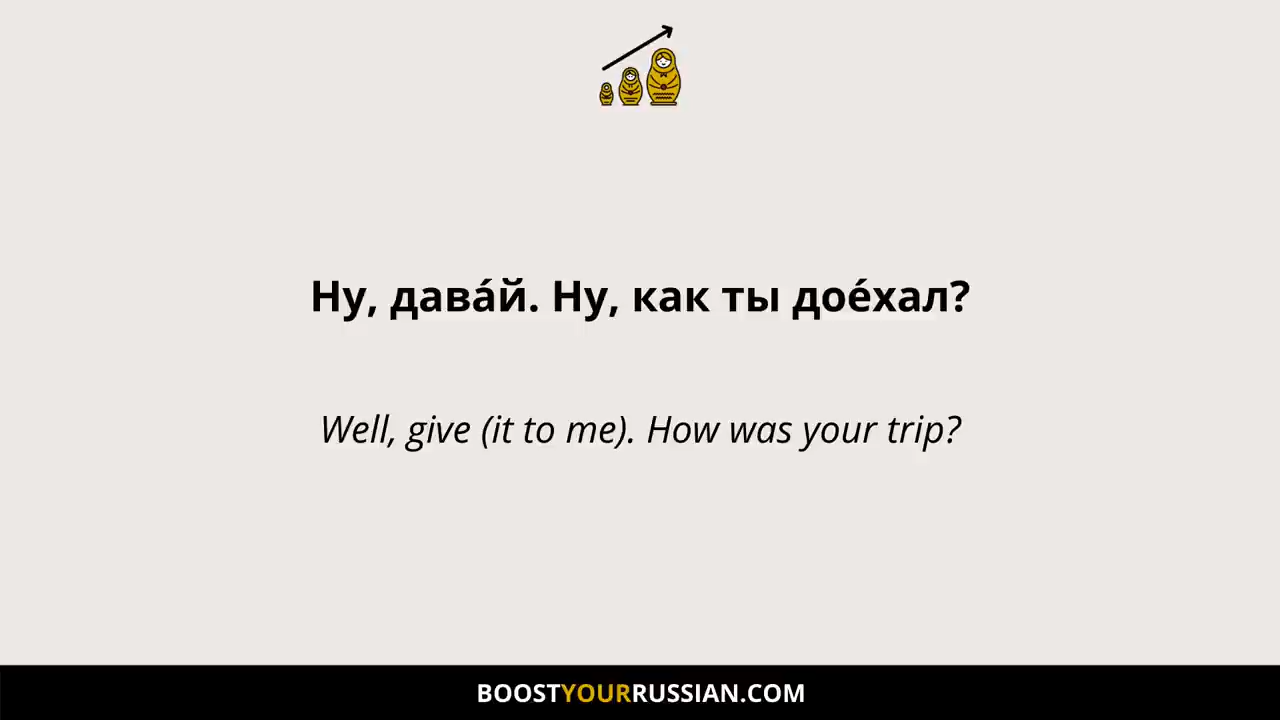 Ну, дава́й. Ну, как ты дое́хал?
Well, give (it to me). How was your trip?
BOOSTYOURRUSSIAN.COM